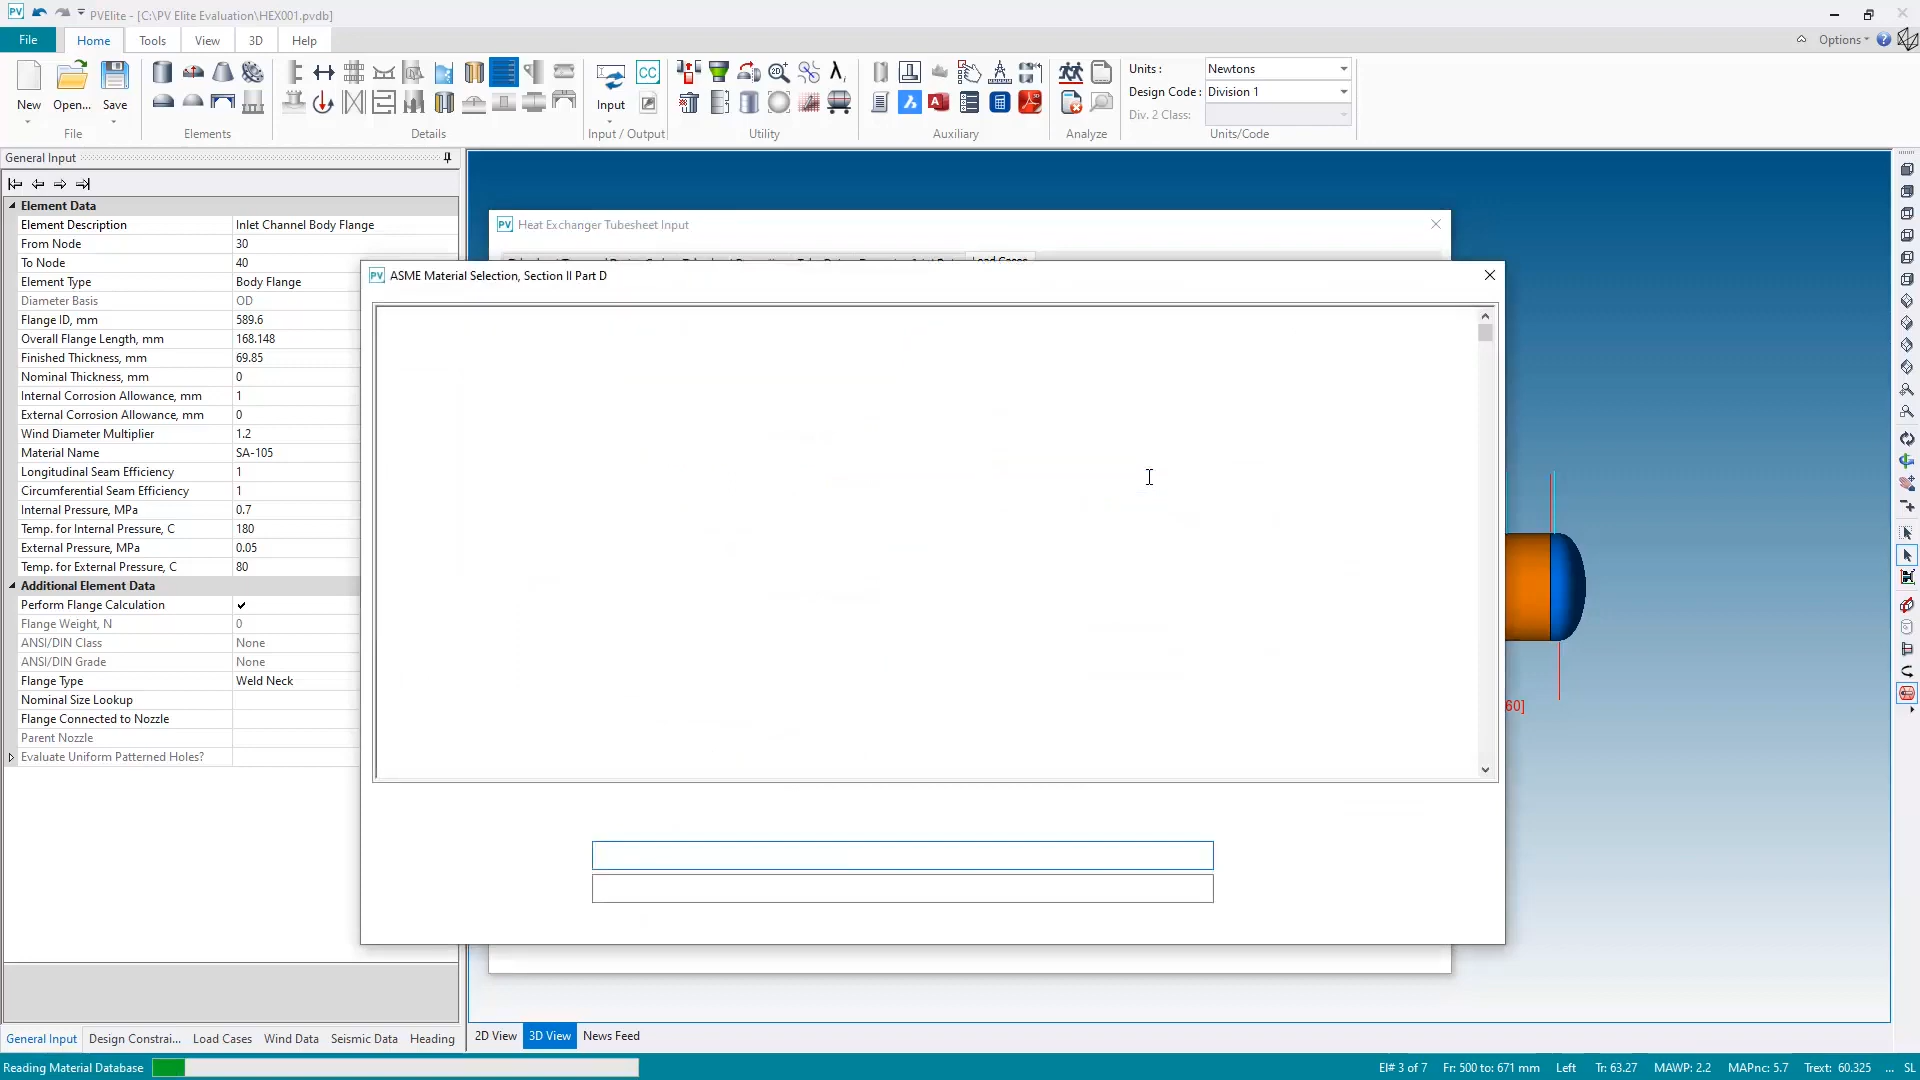 PV PVElite - [C:\PV Elite Evaluation\HEX001.pvdb]
File Home Tools View 3D Help Options
New Open... Save Input CC
File Elements Details Input / Output Utility Auxiliary Analyze Units/Code
Units : Newtons
Design Code : Division 1
Div. 2 Class:
General Input
Element Data
Element Description Inlet Channel Body Flange
From Node 30
To Node 40
Element Type Body Flange
Diameter Basis OD
Flange ID, mm 589.6
Overall Flange Length, mm 168.148
Finished Thickness, mm 69.85
Nominal Thickness, mm 0
Internal Corrosion Allowance, mm 1
External Corrosion Allowance, mm 0
Wind Diameter Multiplier 1.2
Material Name SA-105
Longitudinal Seam Efficiency 1
Circumferential Seam Efficiency 1
Internal Pressure, MPa 0.7
Temp. for Internal Pressure, C 180
External Pressure, MPa 0.05
Temp. for External Pressure, C 80
Additional Element Data
Perform Flange Calculation
Flange Weight, N 0
ANSI/DIN Class None
ANSI/DIN Grade None
Flange Type Weld Neck
Nominal Size Lookup
Flange Connected to Nozzle
Parent Nozzle
Evaluate Uniform Patterned Holes?
PV Heat Exchanger Tubesheet Input
Load Cases
PV ASME Material Selection, Section II Part D
60]
General Input Design Constrai... Load Cases Wind Data Seismic Data Heading
2D View 3D View News Feed
Reading Material Database El# 3 of 7 Fr: 500 to: 671 mm Left Tr: 63.27 MAWP: 2.2 MAPnc: 5.7 Trext: 60.325 ... SL